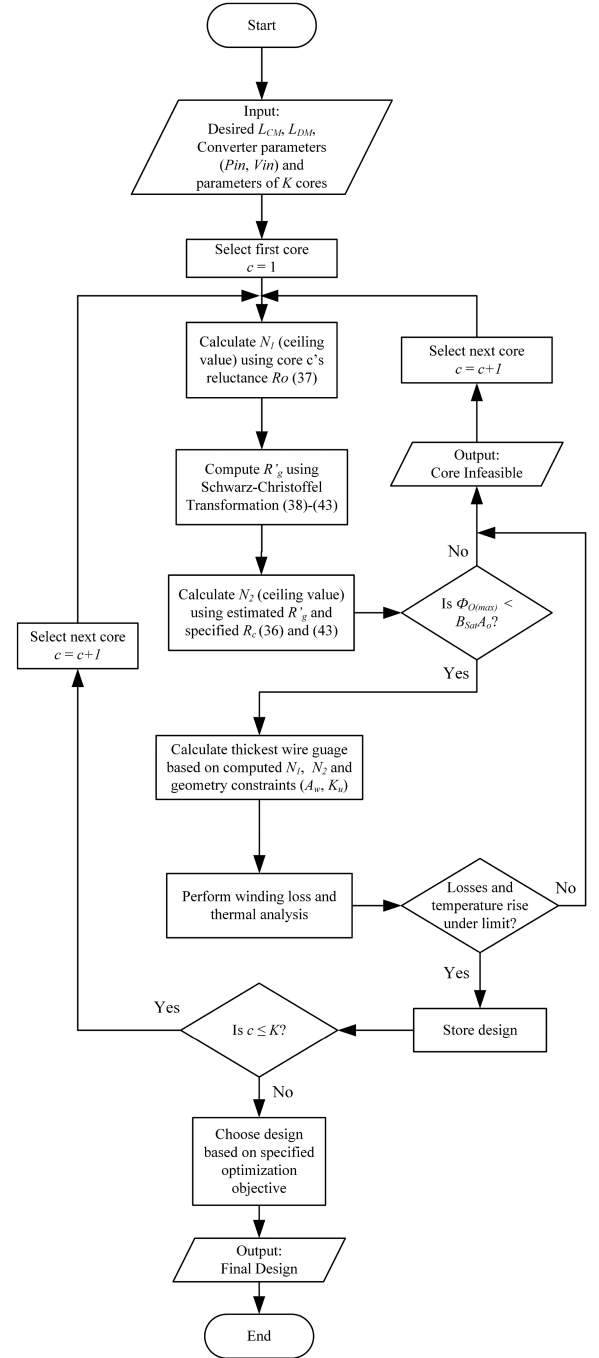 Start
Input:
Desired L_CM, L_DM,
Converter parameters
(Pin, Vin) and
parameters of K cores
Select first core
c = 1
Calculate N_1 (ceiling
value) using core c's
reluctance Ro (37)
Select next core
c = c+1
Output:
Core Infeasible
Compute R'_g using
Schwarz-Christoffel
Transformation (38)-(43)
No
Calculate N_2 (ceiling value)
using estimated R'_g and
specified R_c (36) and (43)
Is Φ_O(max) <
B_Sat A_o?
Select next core
c = c+1
Yes
Calculate thickest wire guage
based on computed N_1, N_2 and
geometry constraints (A_w, K_u)
Perform winding loss and
thermal analysis
Losses and
temperature rise
under limit?
No
Yes
Yes
Is c ≤ K?
Store design
No
Choose design
based on specified
optimization
objective
Output:
Final Design
End